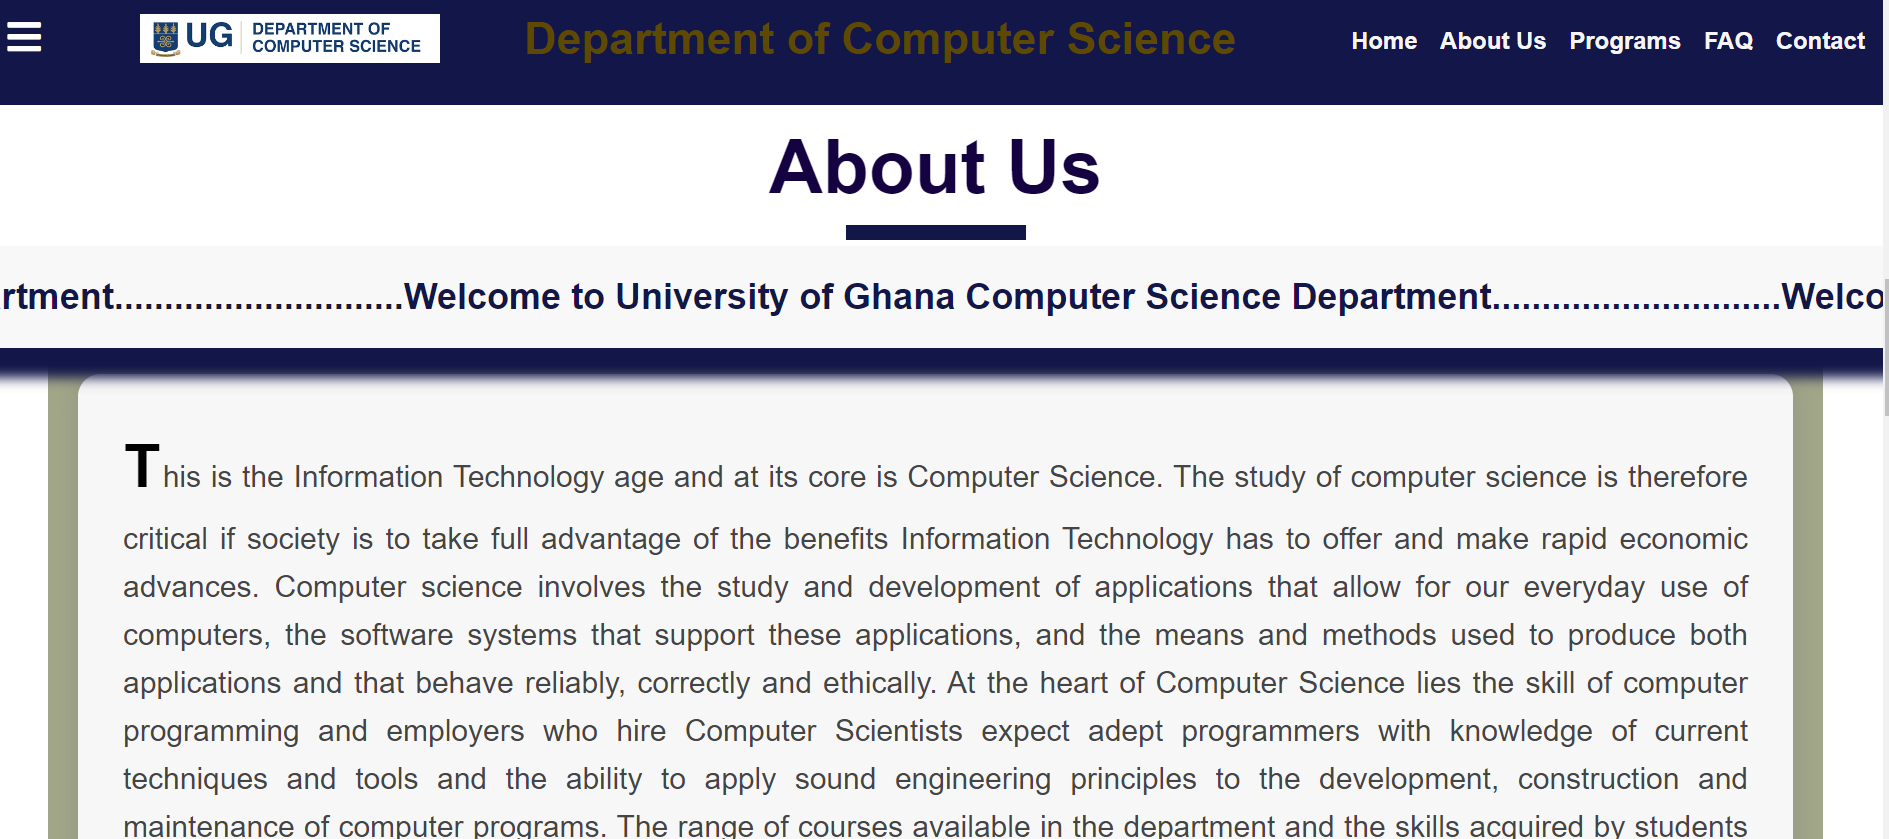 UG DEPARTMENT OF
COMPUTER SCIENCE
Department of Computer Science
Home About Us Programs FAQ Contact
About Us
rtment.............................Welcome to University of Ghana Computer Science Department.............................Welco
This is the Information Technology age and at its core is Computer Science. The study of computer science is therefore
critical if society is to take full advantage of the benefits Information Technology has to offer and make rapid economic
advances. Computer science involves the study and development of applications that allow for our everyday use of
computers, the software systems that support these applications, and the means and methods used to produce both
applications and that behave reliably, correctly and ethically. At the heart of Computer Science lies the skill of computer
programming and employers who hire Computer Scientists expect adept programmers with knowledge of current
techniques and tools and the ability to apply sound engineering principles to the development, construction and
maintenance of computer programs. The range of courses available in the department and the skills acquired by students